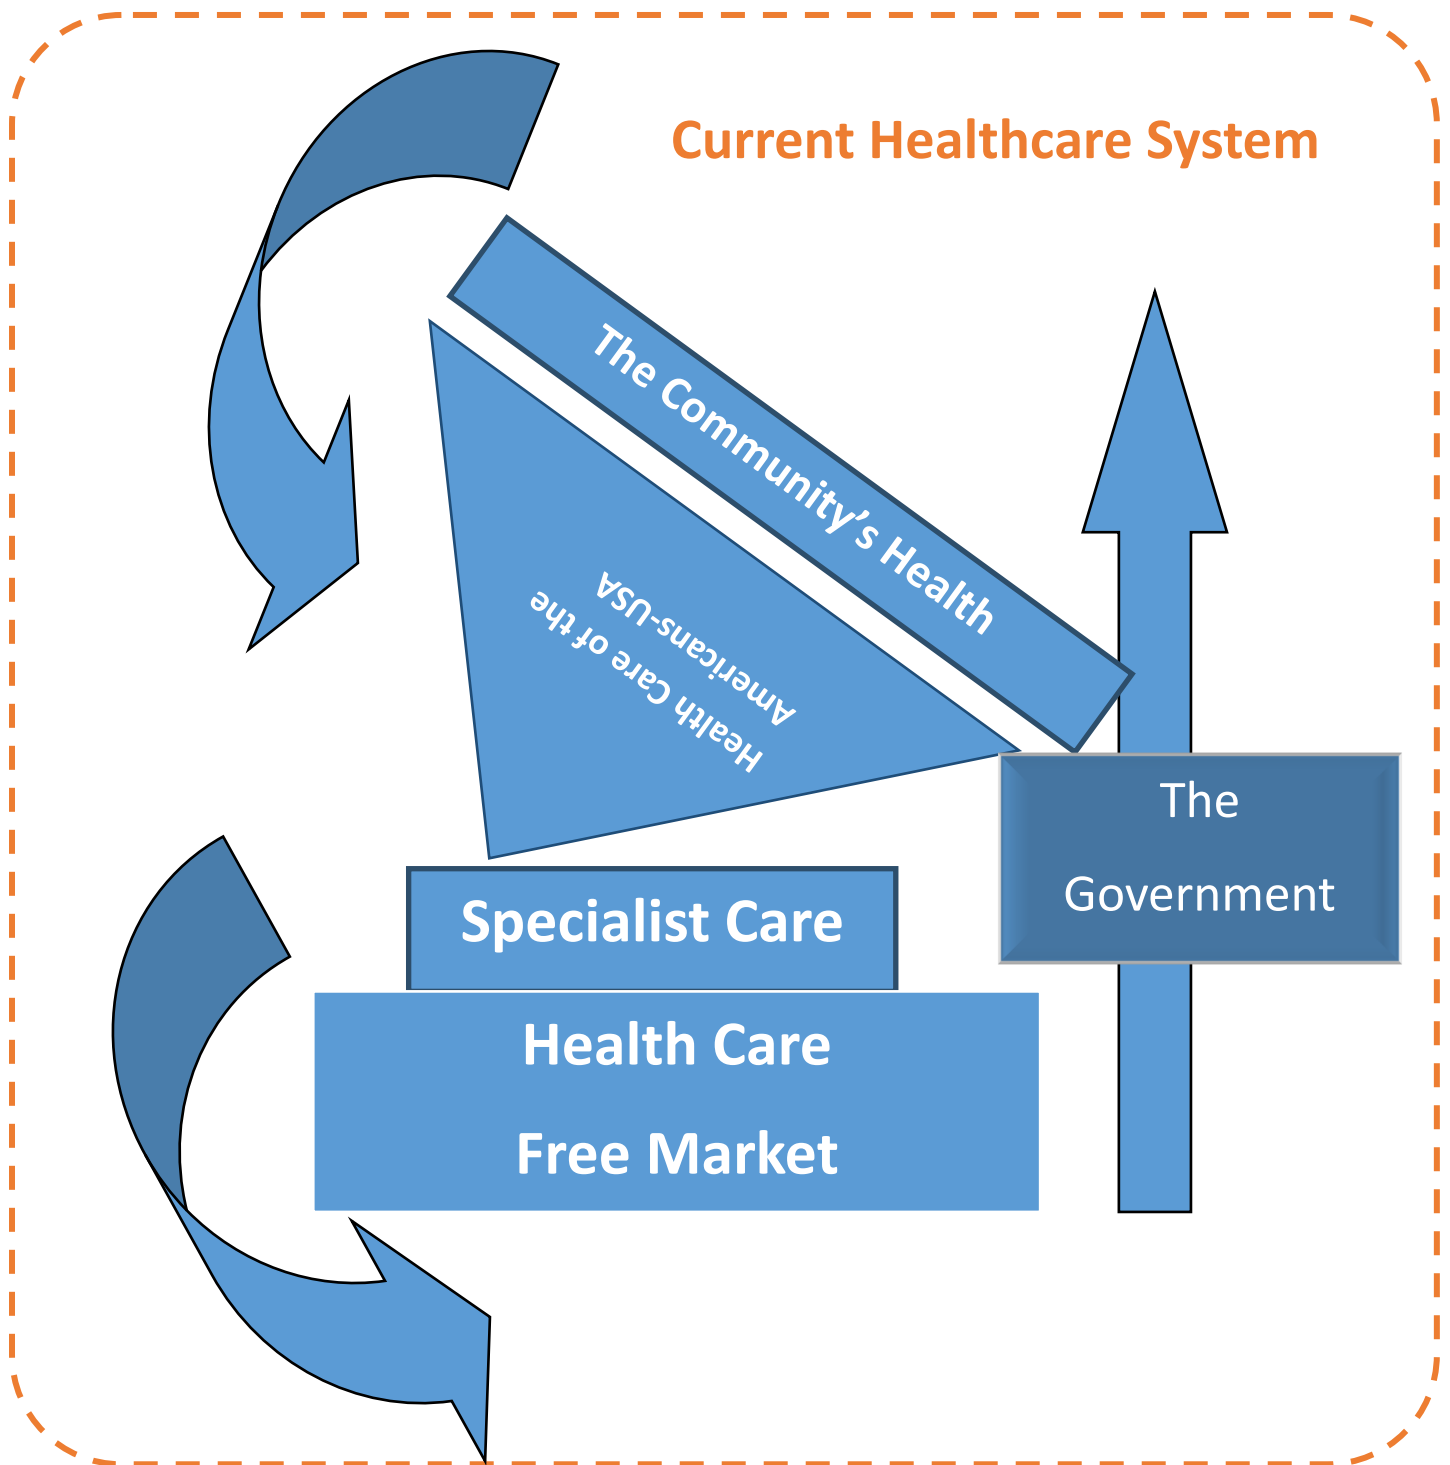 Current Healthcare System
The Community’s Health
Health Care of the
Americans-USA
The
Government
Specialist Care
Health Care
Free Market